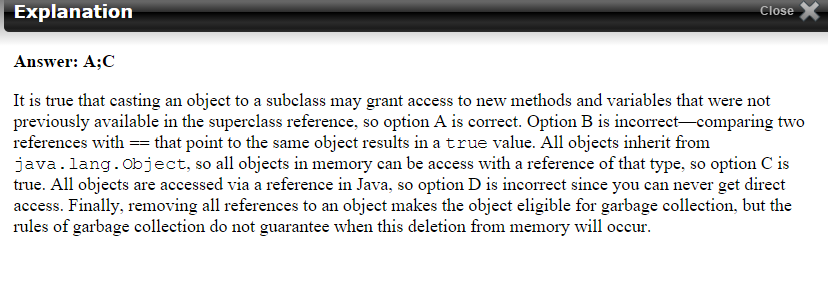 Explanation
Close
Answer: A;C
It is true that casting an object to a subclass may grant access to new methods and variables that were not
previously available in the superclass reference, so option A is correct. Option B is incorrect—comparing two
references with == that point to the same object results in a true value. All objects inherit from
java.lang.Object, so all objects in memory can be access with a reference of that type, so option C is
true. All objects are accessed via a reference in Java, so option D is incorrect since you can never get direct
access. Finally, removing all references to an object makes the object eligible for garbage collection, but the
rules of garbage collection do not guarantee when this deletion from memory will occur.